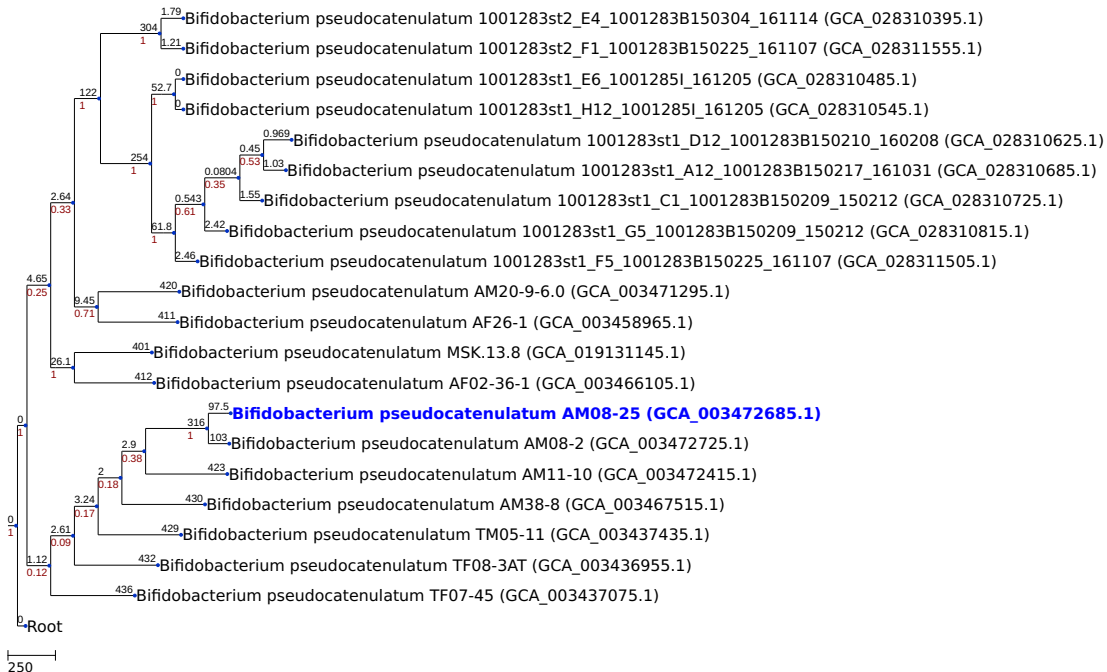 1.79
Bifidobacterium pseudocatenulatum 1001283st2_E4_1001283B150304_161114 (GCA_028310395.1)
304
1
1.21
Bifidobacterium pseudocatenulatum 1001283st2_F1_1001283B150225_161107 (GCA_028311555.1)
122
1
0
Bifidobacterium pseudocatenulatum 1001283st1_E6_1001285I_161205 (GCA_028310485.1)
52.7
1
0
Bifidobacterium pseudocatenulatum 1001283st1_H12_1001285I_161205 (GCA_028310545.1)
254
1
0.969
Bifidobacterium pseudocatenulatum 1001283st1_D12_1001283B150210_160208 (GCA_028310625.1)
0.45
0.53
1.03
Bifidobacterium pseudocatenulatum 1001283st1_A12_1001283B150217_161031 (GCA_028310685.1)
0.0804
0.35
1.55
Bifidobacterium pseudocatenulatum 1001283st1_C1_1001283B150209_150212 (GCA_028310725.1)
0.543
0.61
2.42
Bifidobacterium pseudocatenulatum 1001283st1_G5_1001283B150209_150212 (GCA_028310815.1)
61.8
1
2.46
Bifidobacterium pseudocatenulatum 1001283st1_F5_1001283B150225_161107 (GCA_028311505.1)
2.64
0.33
420
Bifidobacterium pseudocatenulatum AM20-9-6.0 (GCA_003471295.1)
9.45
0.71
411
Bifidobacterium pseudocatenulatum AF26-1 (GCA_003458965.1)
4.65
0.25
401
Bifidobacterium pseudocatenulatum MSK.13.8 (GCA_019131145.1)
26.1
1
412
Bifidobacterium pseudocatenulatum AF02-36-1 (GCA_003466105.1)
0
1
97.5
Bifidobacterium pseudocatenulatum AM08-25 (GCA_003472685.1)
316
1
103
Bifidobacterium pseudocatenulatum AM08-2 (GCA_003472725.1)
2.9
0.38
423
Bifidobacterium pseudocatenulatum AM11-10 (GCA_003472415.1)
2
0.18
430
Bifidobacterium pseudocatenulatum AM38-8 (GCA_003467515.1)
3.24
0.17
429
Bifidobacterium pseudocatenulatum TM05-11 (GCA_003437435.1)
0
1
2.61
0.09
432
Bifidobacterium pseudocatenulatum TF08-3AT (GCA_003436955.1)
1.12
0.12
436
Bifidobacterium pseudocatenulatum TF07-45 (GCA_003437075.1)
0
Root
250